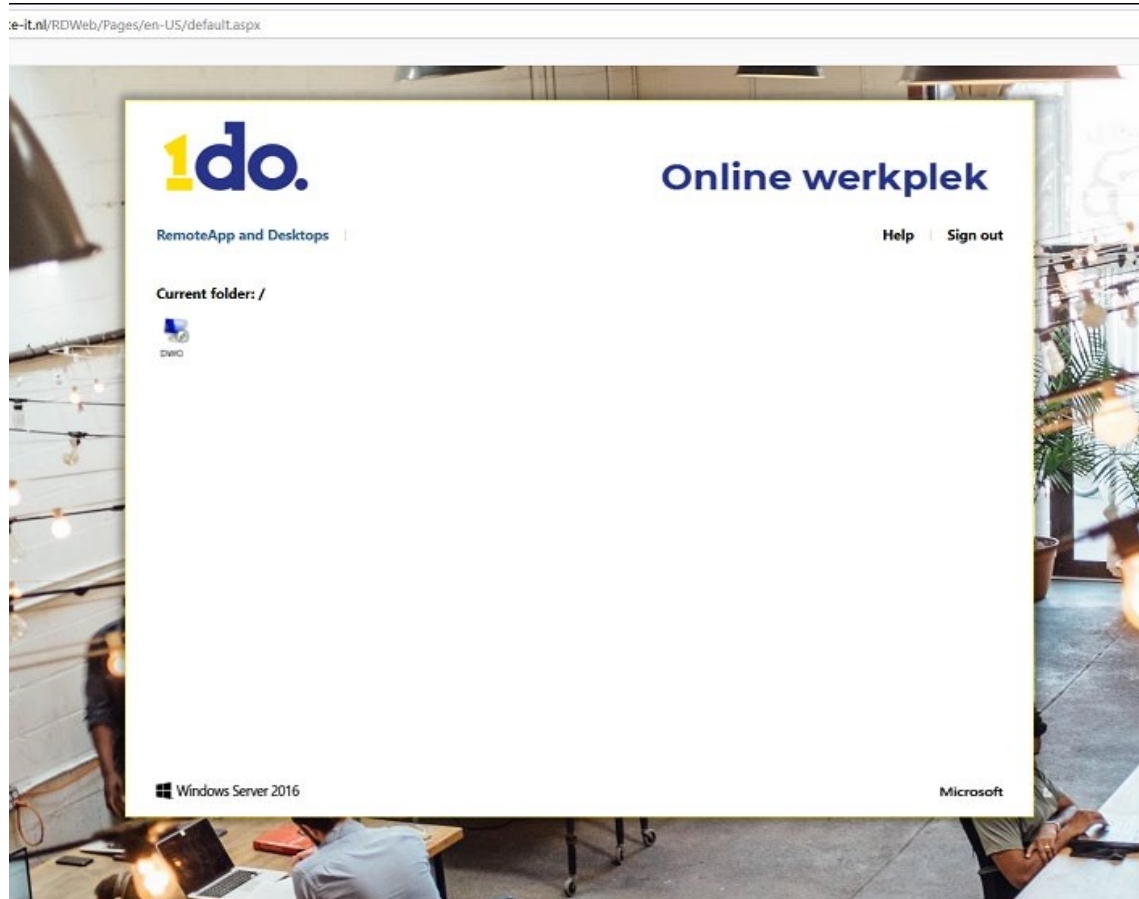 te-it.nl/RDWeb/Pages/en-US/default.aspx
1do.
Online werkplek
RemoteApp and Desktops
Help
Sign out
Current folder: /
DWO
Windows Server 2016
Microsoft